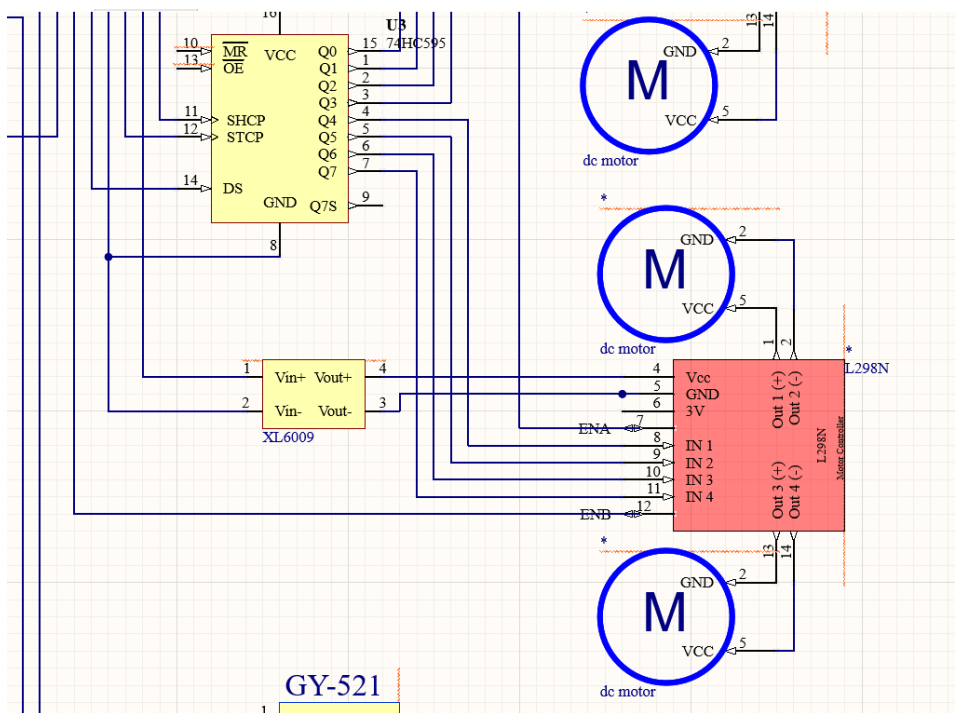 16
U3
74HC595
10 MR VCC Q0 15
13 OE Q1 1
Q2 2
Q3 3
11 SHCP Q4 4
12 STCP Q5 5
Q6 6
Q7 7
14 DS
GND Q7S 9
8
13
14
GND 2
M
VCC 5
dc motor
*
GND 2
M
VCC 5
dc motor
1
2
*
L298N
1 Vin+ Vout+ 4
2 Vin- Vout- 3
XL6009
4 Vcc
5 GND
6 3V
ENA 7
8 IN 1
9 IN 2
10 IN 3
11 IN 4
ENB 12
Out 1 (+)
Out 2 (-)
Out 3 (+)
Out 4 (-)
L298N
Motor Controller
13
14
*
GND 2
M
VCC 5
dc motor
GY-521
1